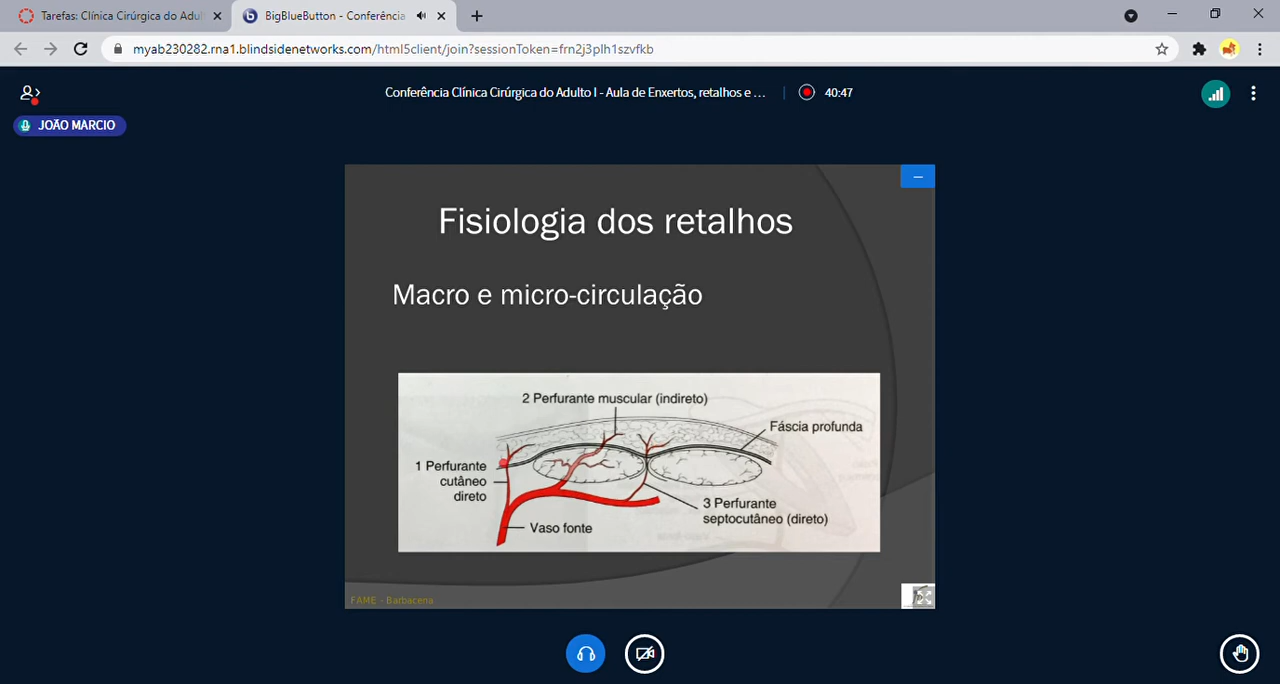 Tarefas: Clínica Cirúrgica do Adul
BigBlueButton - Conferência
myab230282.rna1.blindsidenetworks.com/html5client/join?sessionToken=frn2j3plh1szvfkb
Conferência Clínica Cirúrgica do Adulto I - Aula de Enxertos, retalhos e ...
40:47
JOÃO MARCIO
Fisiologia dos retalhos
Macro e micro-circulação
2 Perfurante muscular (indireto)
Fáscia profunda
1 Perfurante
cutâneo
direto
3 Perfurante
septocutâneo (direto)
Vaso fonte
FAME - Barbacena